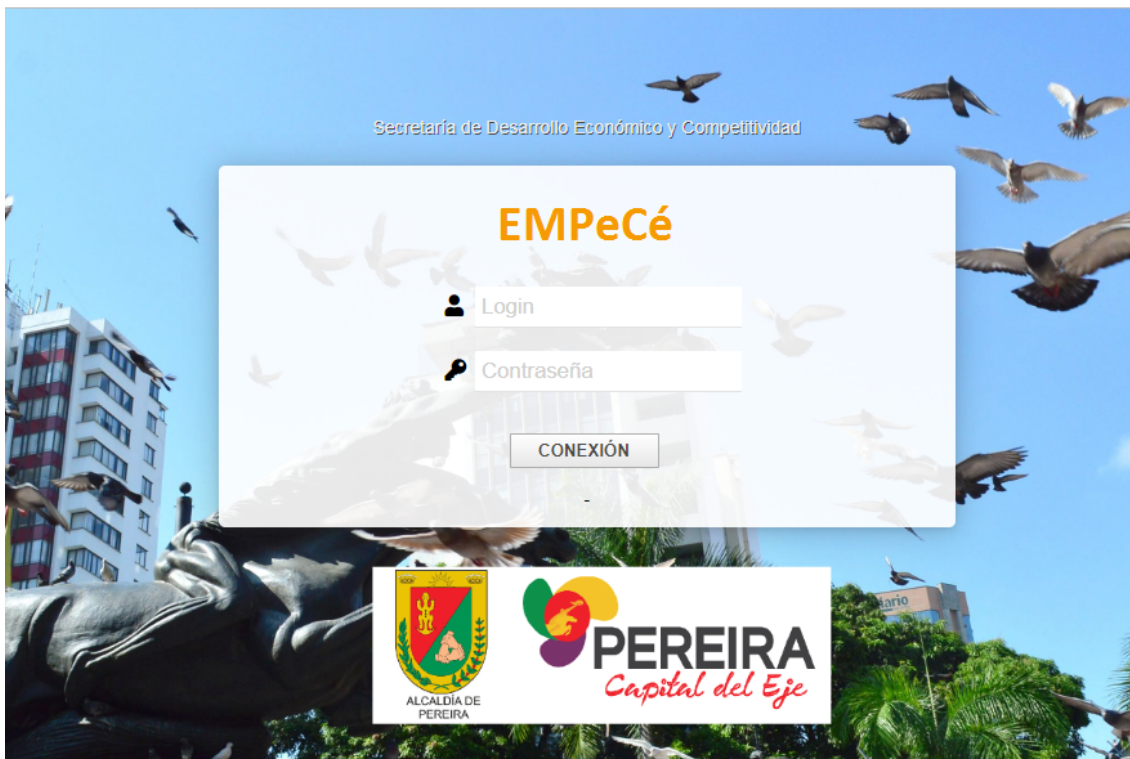 Secretaría de Desarrollo Económico y Competitividad
EMPeCé
Login
Contraseña
CONEXIÓN
-
ALCALDÍA DE
PEREIRA
PEREIRA
Capital del Eje